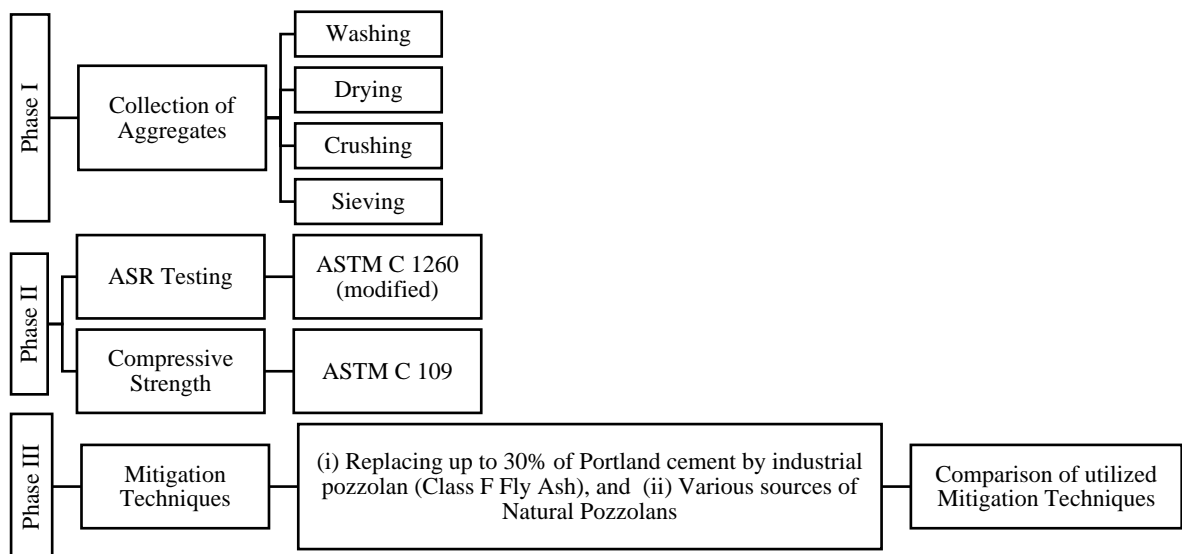 Phase I
Collection of
Aggregates
Washing
Drying
Crushing
Sieving
Phase II
ASR Testing
ASTM C 1260
(modified)
Compressive
Strength
ASTM C 109
Phase III
Mitigation
Techniques
(i) Replacing up to 30% of Portland cement by industrial
pozzolan (Class F Fly Ash), and (ii) Various sources of
Natural Pozzolans
Comparison of utilized
Mitigation Techniques